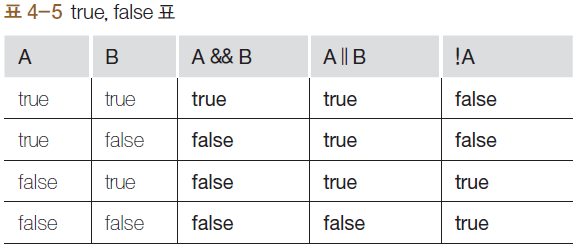 표 4-5 true, false 표
A B A && B A || B !A
true true true true false
true false false true false
false true false true true
false false false false true